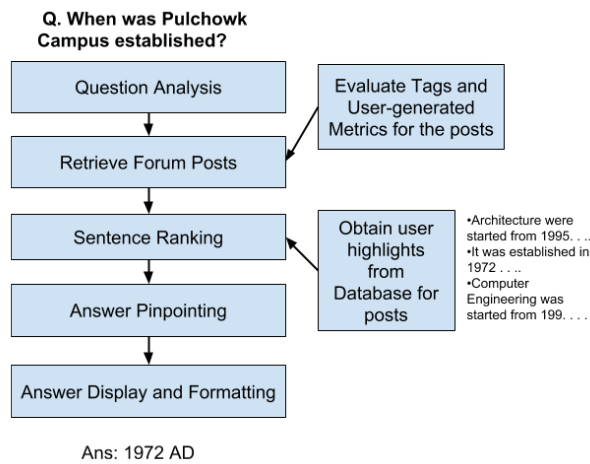 Q. When was Pulchowk
Campus established?
Question Analysis
Evaluate Tags and
User-generated
Metrics for the posts
Retrieve Forum Posts
Sentence Ranking
Obtain user
highlights
from
Database for
posts
•Architecture were
started from 1995. . ..
•It was established in
1972 . . ..
•Computer
Engineering was
started from 199. . . .
Answer Pinpointing
Answer Display and Formatting
Ans: 1972 AD